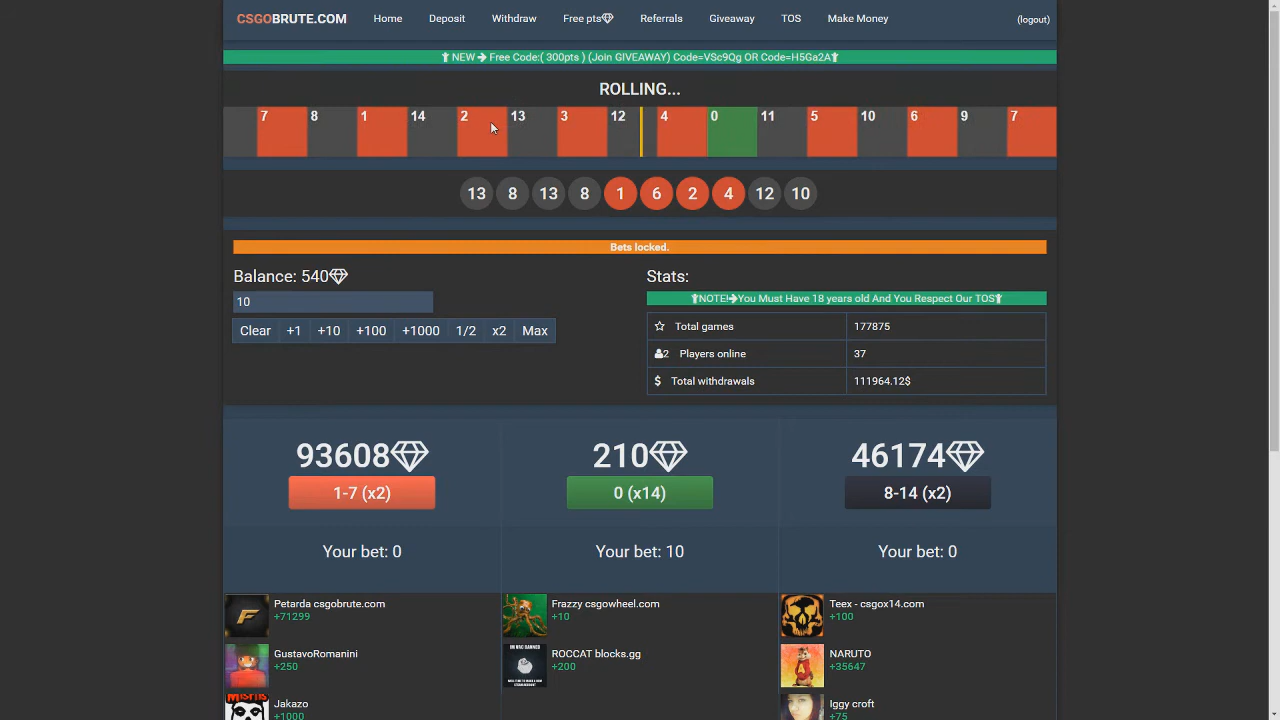 CSGOBRUTE.COM Home Deposit Withdraw Free pts Referrals Giveaway TOS Make Money (logout)
NEW Free Code:( 300pts ) (Join GIVEAWAY) Code=VSc9Qg OR Code=H5Ga2A
ROLLING...
7 8 1 14 2 13 3 12 4 0 11 5 10 6 9 7
13 8 13 8 1 6 2 4 12 10
Bets locked.
Balance: 540
10
Clear +1 +10 +100 +1000 1/2 x2 Max
Stats:
NOTE! You Must Have 18 years old And You Respect Our TOS
Total games 177875
2 Players online 37
$ Total withdrawals 111964.12$
93608 210 46174
1-7 (x2) 0 (x14) 8-14 (x2)
Your bet: 0 Your bet: 10 Your bet: 0
Petarda csgobrute.com Frazzy csgowheel.com Teex - csgox14.com
+71299 +10 +100
GustavoRomanini ROCCAT blocks.gg NARUTO
+250 +200 +35647
Jakazo Iggy croft
+1000 +75